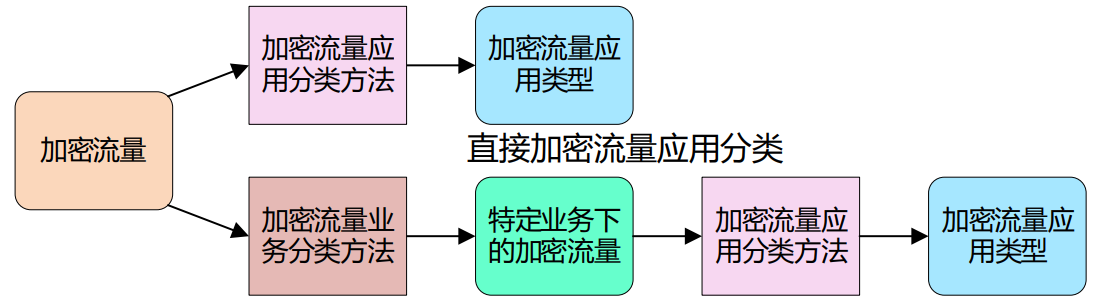 加密流量
加密流量应
用分类方法
加密流量应
用类型
直接加密流量应用分类
加密流量业
务分类方法
特定业务下
的加密流量
加密流量应
用分类方法
加密流量应
用类型